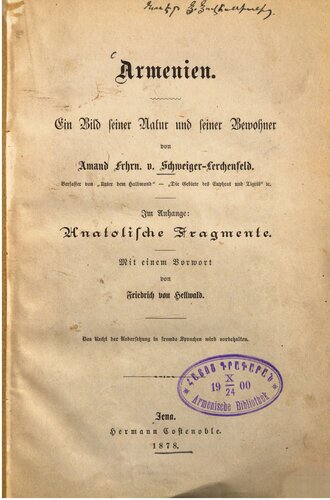 Armenien.
Ein Bild seiner Natur und seiner Bewohner
von
Amand Frhrn. v. Schweiger-Lerchenfeld.
Verfasser von „Unter dem Halbmond“ — „Die Gebiete des Euphrat und Tigris“ ꝛc.
Im Anhange:
Anatolische Fragmente.
Mit einem Vorwort
von
Friedrich von Hellwald.
Das Recht der Uebersetzung in fremde Sprachen wird vorbehalten.
ՀԱՅՈՑ ԴՐԱՏԱՐԱՆ
19 X/24 00
Armenische Bibliothek
Jena.
Hermann Costenoble.
1878.